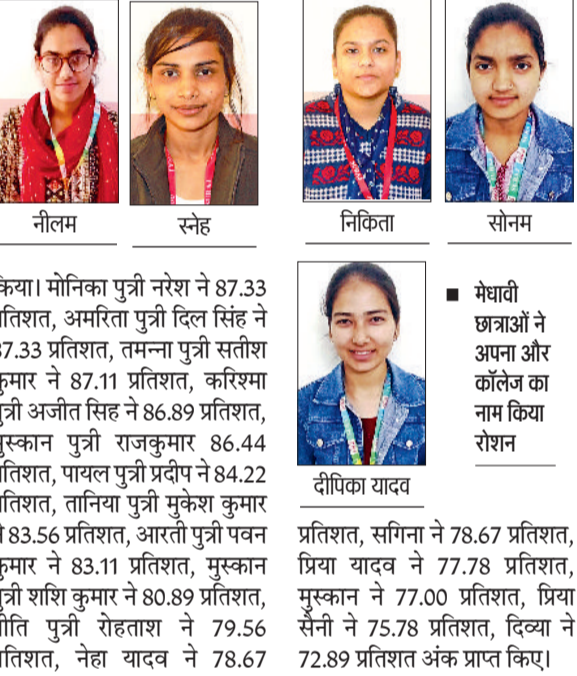 नीलम
स्नेह
निकिता
सोनम
किया। मोनिका पुत्री नरेश ने 87.33
प्रतिशत, अमरिता पुत्री दिल सिंह ने
87.33 प्रतिशत, तमन्ना पुत्री सतीश
कुमार ने 87.11 प्रतिशत, करिश्मा
पुत्री अजीत सिह ने 86.89 प्रतिशत,
मुस्कान पुत्री राजकुमार 86.44
प्रतिशत, पायल पुत्री प्रदीप ने 84.22
प्रतिशत, तानिया पुत्री मुकेश कुमार
ने 83.56 प्रतिशत, आरती पुत्री पवन
कुमार ने 83.11 प्रतिशत, मुस्कान
पुत्री शशि कुमार ने 80.89 प्रतिशत,
पुत्री रोहताश ने 79.56
प्रतिशत, नेहा यादव ने 78.67
दीपिका यादव
■ मेधावी
छात्राओं ने
अपना और
कॉलेज का
नाम किया
रोशन
प्रतिशत, सगिना ने 78.67 प्रतिशत,
प्रिया यादव ने 77.78 प्रतिशत,
मुस्कान ने 77.00 प्रतिशत, प्रिया
सैनी ने 75.78 प्रतिशत, दिव्या ने
72.89 प्रतिशत अंक प्राप्त किए।